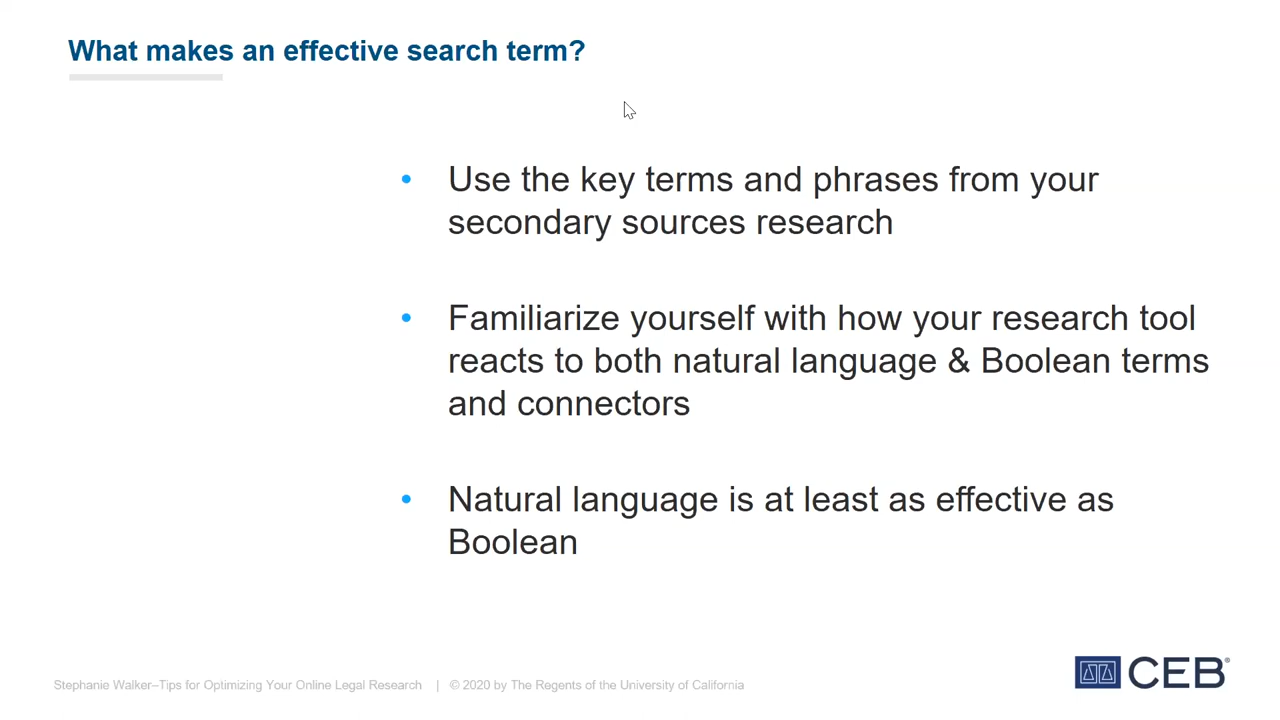 What makes an effective search term?
• Use the key terms and phrases from your
secondary sources research
• Familiarize yourself with how your research tool
reacts to both natural language & Boolean terms
and connectors
• Natural language is at least as effective as
Boolean
Stephanie Walker–Tips for Optimizing Your Online Legal Research | © 2020 by The Regents of the University of California
CEB®